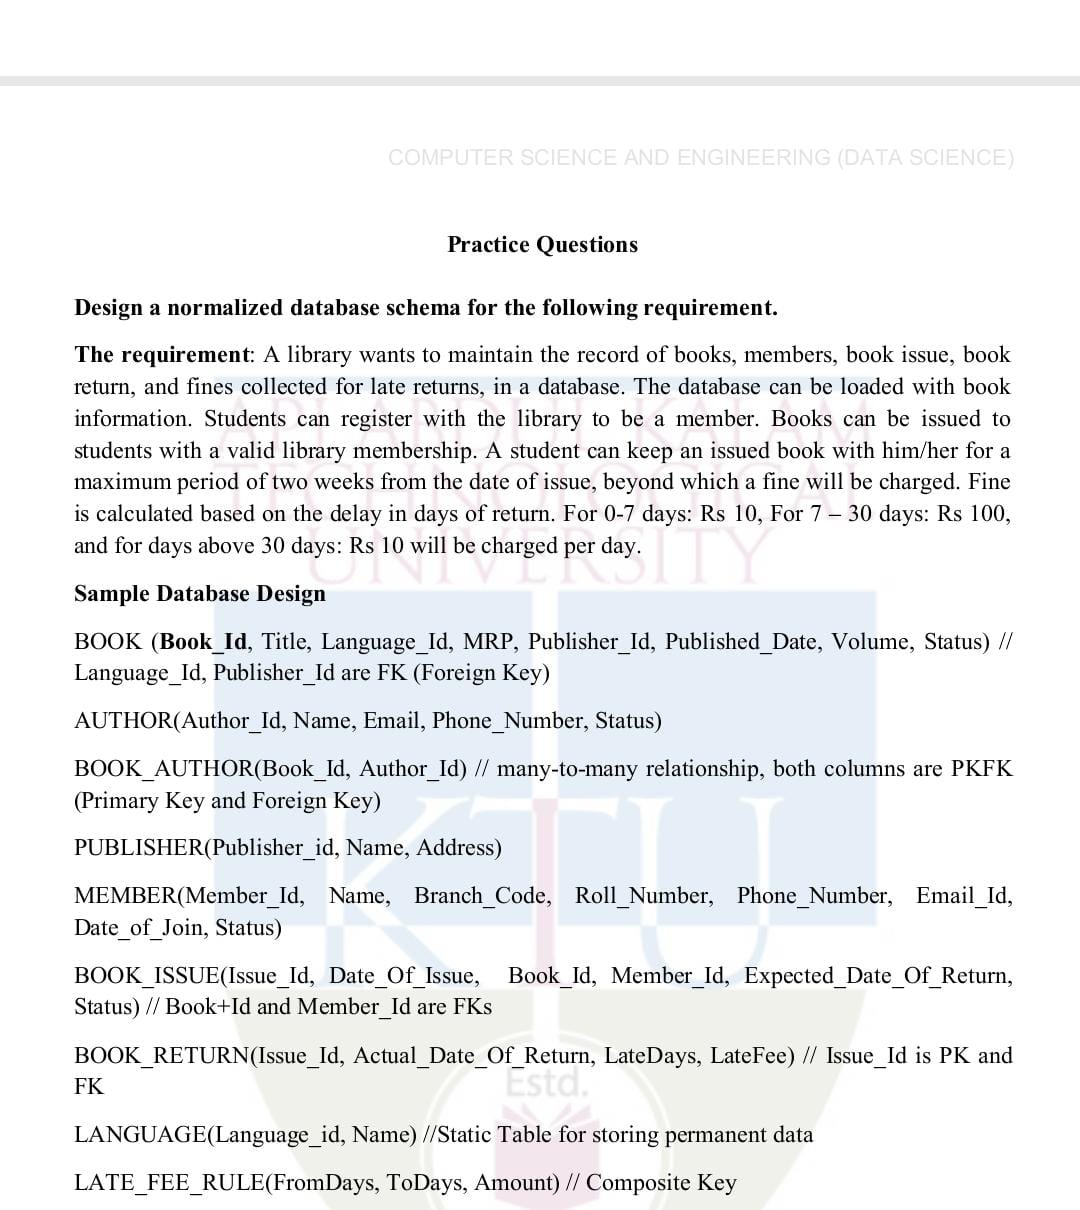 COMPUTER SCIENCE AND ENGINEERING (DATA SCIENCE)
Practice Questions
Design a normalized database schema for the following requirement.
The requirement: A library wants to maintain the record of books, members, book issue, book
return, and fines collected for late returns, in a database. The database can be loaded with book
information. Students can register with the library to be a member. Books can be issued to
students with a valid library membership. A student can keep an issued book with him/her for a
maximum period of two weeks from the date of issue, beyond which a fine will be charged. Fine
is calculated based on the delay in days of return. For 0-7 days: Rs 10, For 7 – 30 days: Rs 100,
and for days above 30 days: Rs 10 will be charged per day.
Sample Database Design
BOOK (Book_Id, Title, Language_Id, MRP, Publisher_Id, Published_Date, Volume, Status) //
Language_Id, Publisher_Id are FK (Foreign Key)
AUTHOR(Author_Id, Name, Email, Phone_Number, Status)
BOOK_AUTHOR(Book_Id, Author_Id) // many-to-many relationship, both columns are PKFK
(Primary Key and Foreign Key)
PUBLISHER(Publisher_id, Name, Address)
MEMBER(Member_Id, Name, Branch_Code, Roll_Number, Phone_Number, Email_Id,
Date_of_Join, Status)
BOOK_ISSUE(Issue_Id, Date_Of_Issue, Book_Id, Member_Id, Expected_Date_Of_Return,
Status) // Book+Id and Member_Id are FKs
BOOK_RETURN(Issue_Id, Actual_Date_Of_Return, LateDays, LateFee) // Issue_Id is PK and
FK
LANGUAGE(Language_id, Name) //Static Table for storing permanent data
LATE_FEE_RULE(FromDays, ToDays, Amount) // Composite Key
API ABDUL KALAM
TECHNOLOGICAL
UNIVERSITY
KTU
Estd.